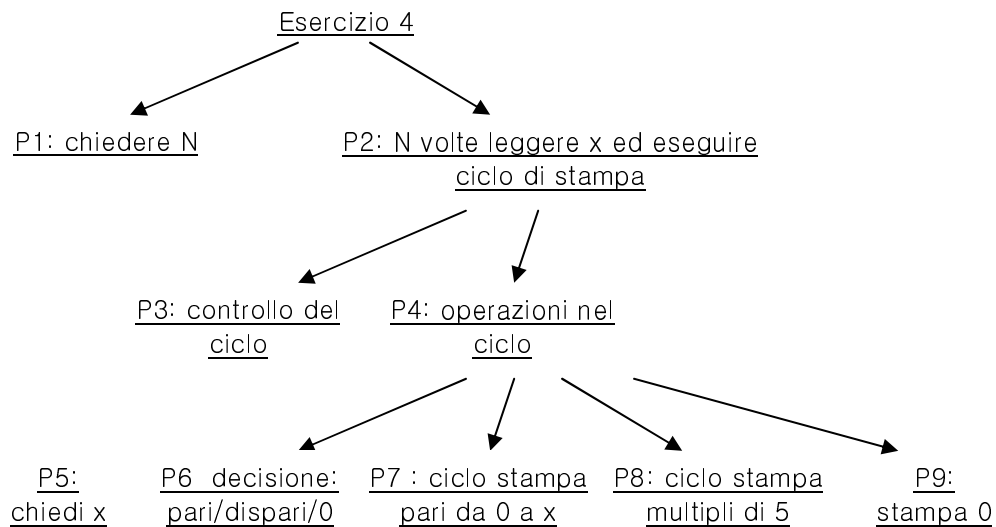 Esercizio 4
P1: chiedere N
P2: N volte leggere x ed eseguire
ciclo di stampa
P3: controllo del
ciclo
P4: operazioni nel
ciclo
P5:
chiedi x
P6 decisione:
pari/dispari/0
P7 : ciclo stampa
pari da 0 a x
P8: ciclo stampa
multipli di 5
P9:
stampa 0